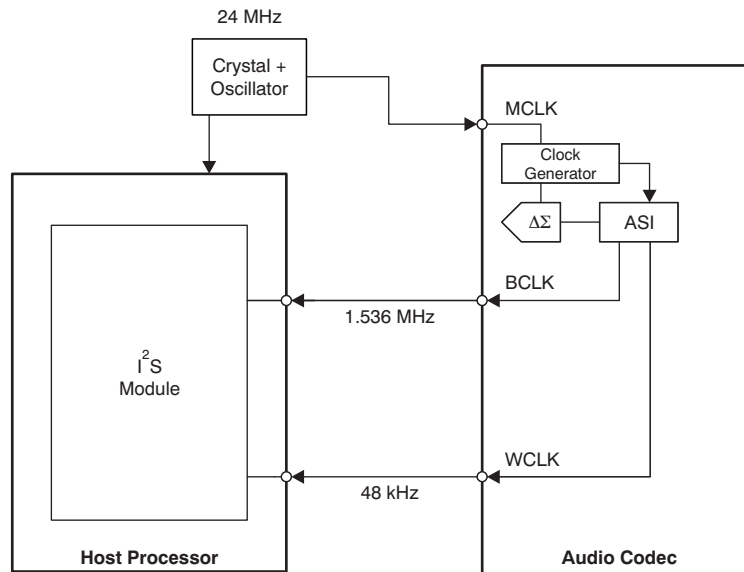 24 MHz
Crystal +
Oscillator
MCLK
Clock
Generator
ΔΣ
ASI
BCLK
1.536 MHz
I²S
Module
WCLK
48 kHz
Host Processor
Audio Codec